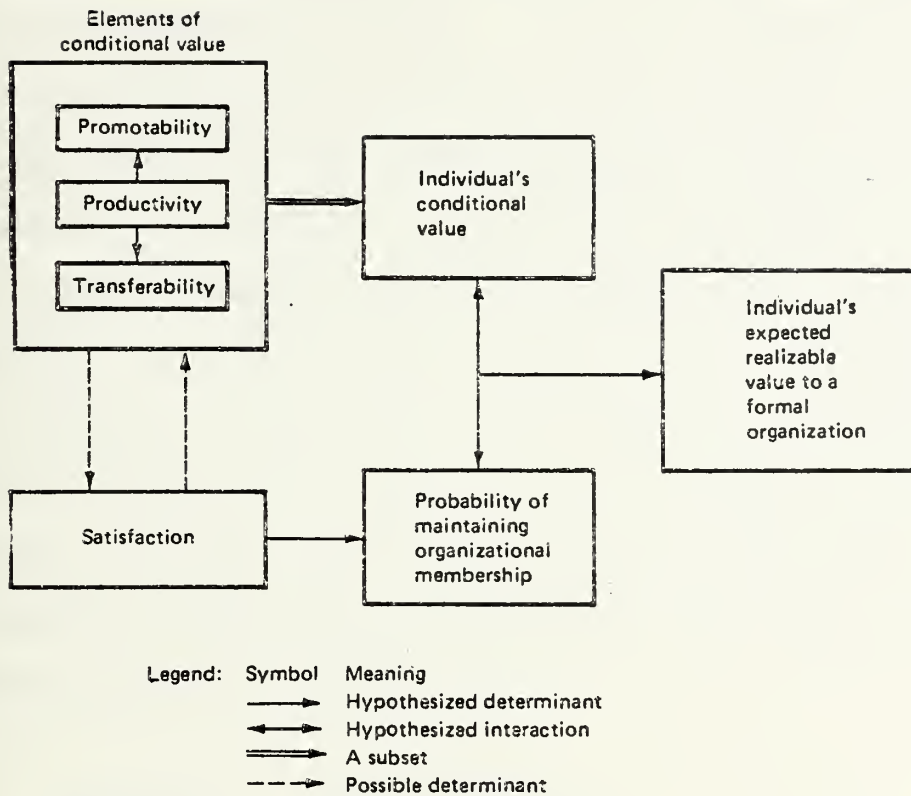 Elements of
conditional value
Promotability
Productivity
Transferability
Individual's
conditional
value
Individual's
expected
realizable
value to a
formal
organization
Satisfaction
Probability of
maintaining
organizational
membership
Legend: Symbol Meaning
Hypothesized determinant
Hypothesized interaction
A subset
Possible determinant